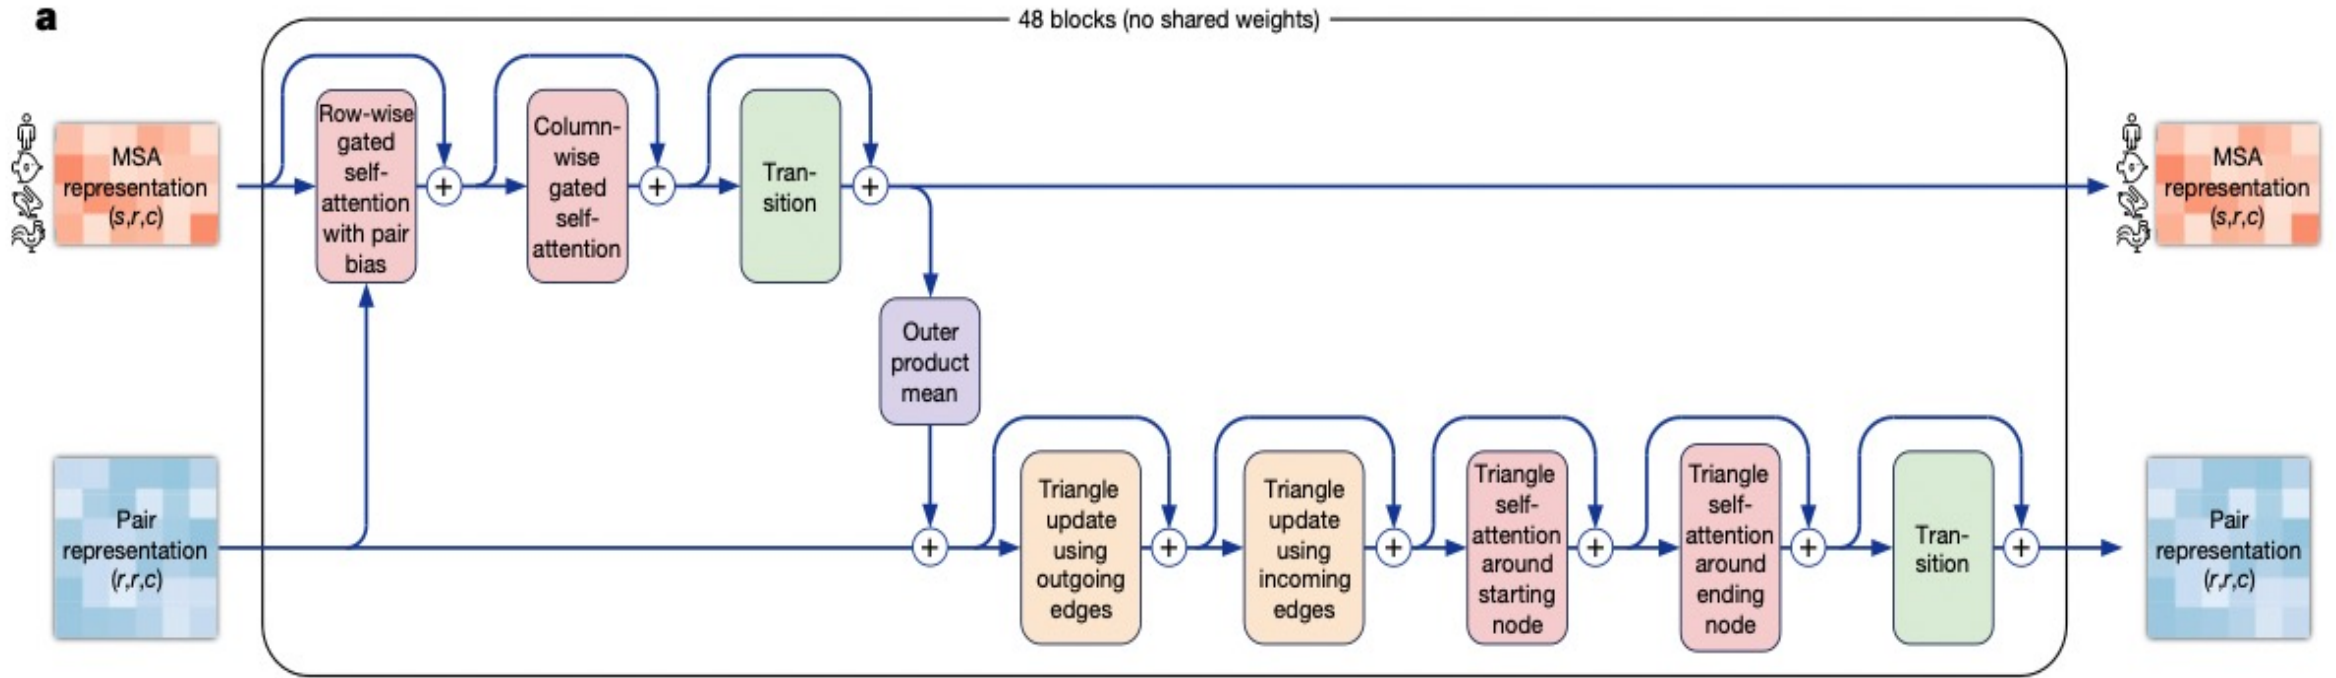 a
48 blocks (no shared weights)
MSA
representation
(s,r,c)
Row-wise
gated
self-
attention
with pair
bias
+
Column-
wise
gated
self-
attention
+
Tran-
sition
+
MSA
representation
(s,r,c)
Outer
product
mean
Pair
representation
(r,r,c)
+
Triangle
update
using
outgoing
edges
+
Triangle
update
using
incoming
edges
+
Triangle
self-
attention
around
starting
node
+
Triangle
self-
attention
around
ending
node
+
Tran-
sition
+
Pair
representation
(r,r,c)